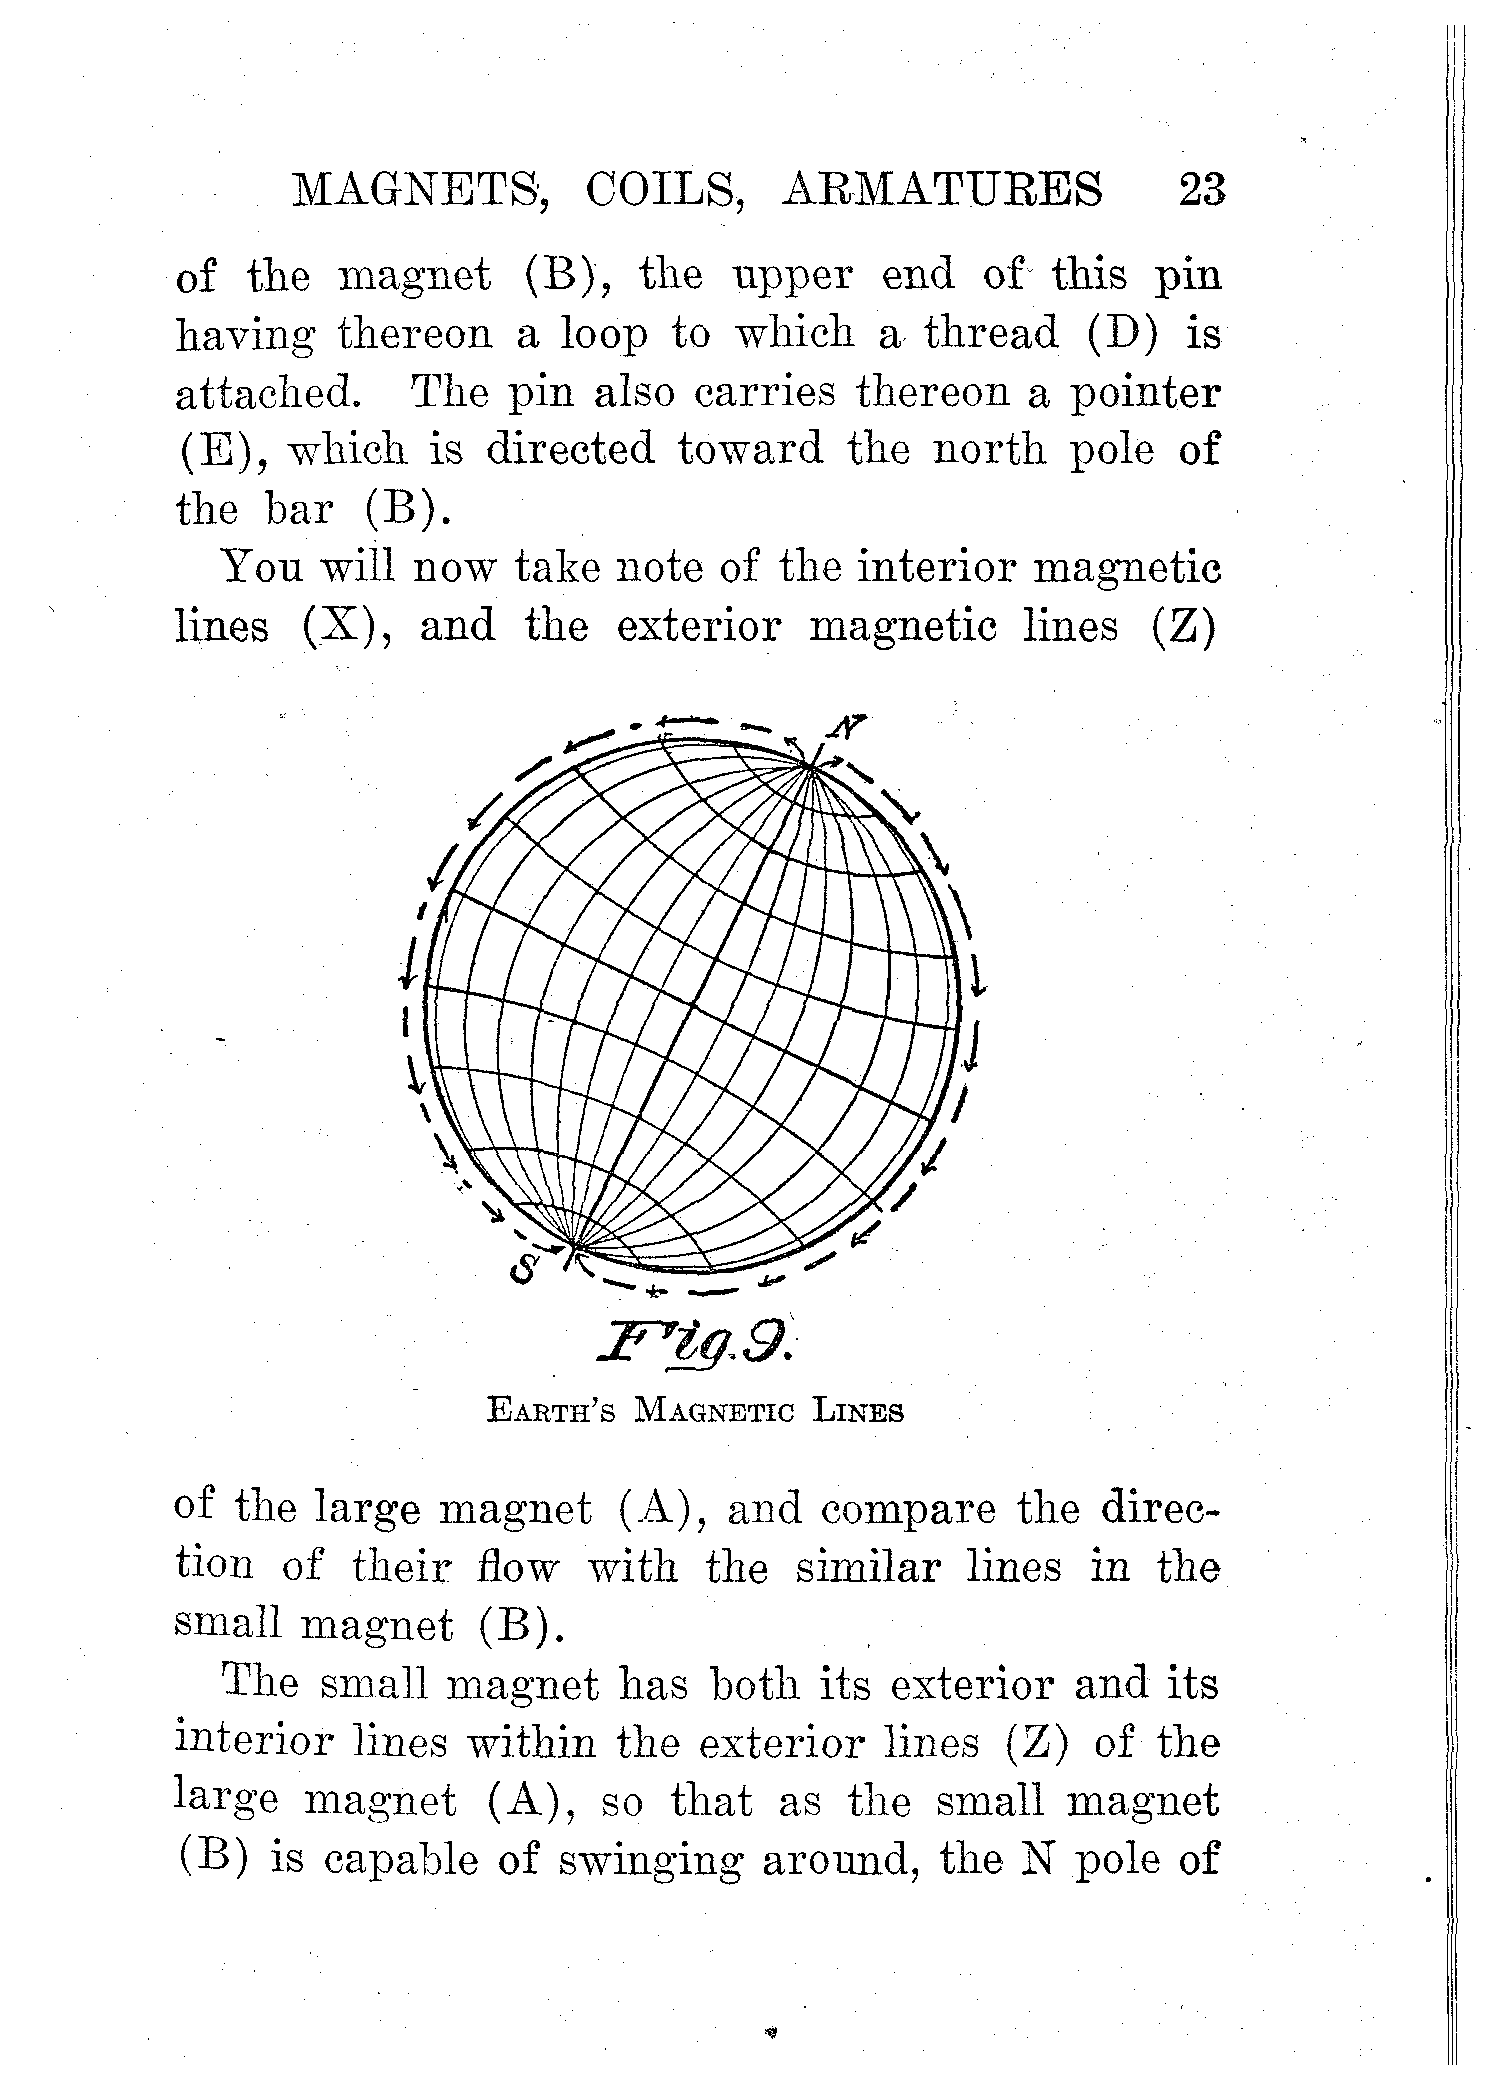 MAGNETS, COILS, ARMATURES 23
of the magnet (B), the upper end of this pin
having thereon a loop to which a thread (D) is
attached. The pin also carries thereon a pointer
(E), which is directed toward the north pole of
the bar (B).
You will now take note of the interior magnetic
lines (X), and the exterior magnetic lines (Z)
N
S
Fig. 9.
EARTH'S MAGNETIC LINES
of the large magnet (A), and compare the direc-
tion of their flow with the similar lines in the
small magnet (B).
The small magnet has both its exterior and its
interior lines within the exterior lines (Z) of the
large magnet (A), so that as the small magnet
(B) is capable of swinging around, the N pole of